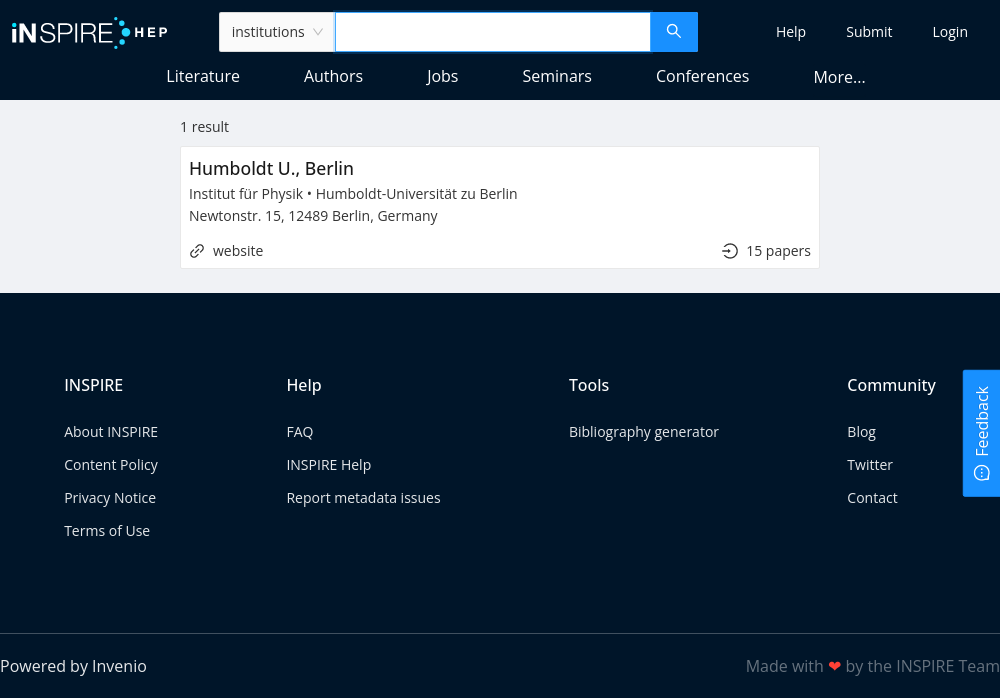 iNSPIRE HEP
institutions
Help
Submit
Login
Literature
Authors
Jobs
Seminars
Conferences
More...
1 result
Humboldt U., Berlin
Institut für Physik • Humboldt-Universität zu Berlin
Newtonstr. 15, 12489 Berlin, Germany
website
15 papers
INSPIRE
About INSPIRE
Content Policy
Privacy Notice
Terms of Use
Help
FAQ
INSPIRE Help
Report metadata issues
Tools
Bibliography generator
Community
Blog
Twitter
Contact
Feedback
Powered by Invenio
Made with ❤ by the INSPIRE Team